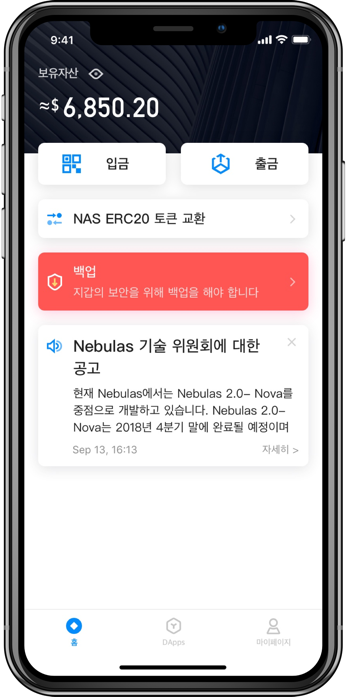 9:41
보유자산
≈$ 6,850.20
입금
출금
NAS ERC20 토큰 교환
백업
지갑의 보안을 위해 백업을 해야 합니다
Nebulas 기술 위원회에 대한
공고
현재 Nebulas에서는 Nebulas 2.0– Nova를
중점으로 개발하고 있습니다. Nebulas 2.0–
Nova는 2018년 4분기 말에 완료될 예정이며
Sep 13, 16:13
자세히 >
홈
DApps
마이페이지